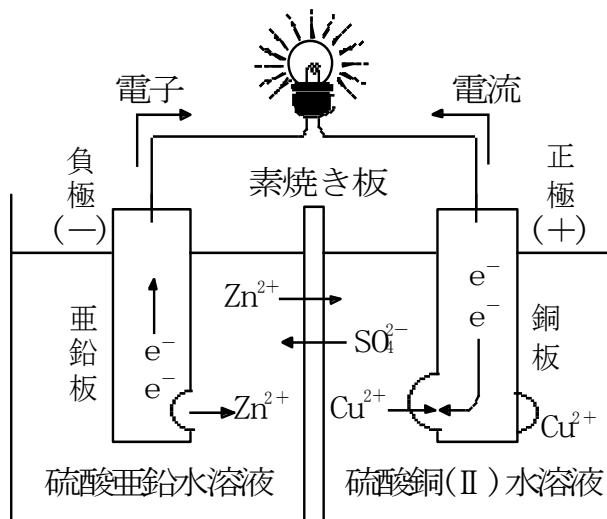 電子
電流
負極
(－)
正極
(＋)
素焼き板
亜鉛板
銅板
e⁻
e⁻
e⁻
e⁻
Zn²⁺
SO₄²⁻
Zn²⁺
Cu²⁺
Cu²⁺
硫酸亜鉛水溶液
硫酸銅(Ⅱ)水溶液